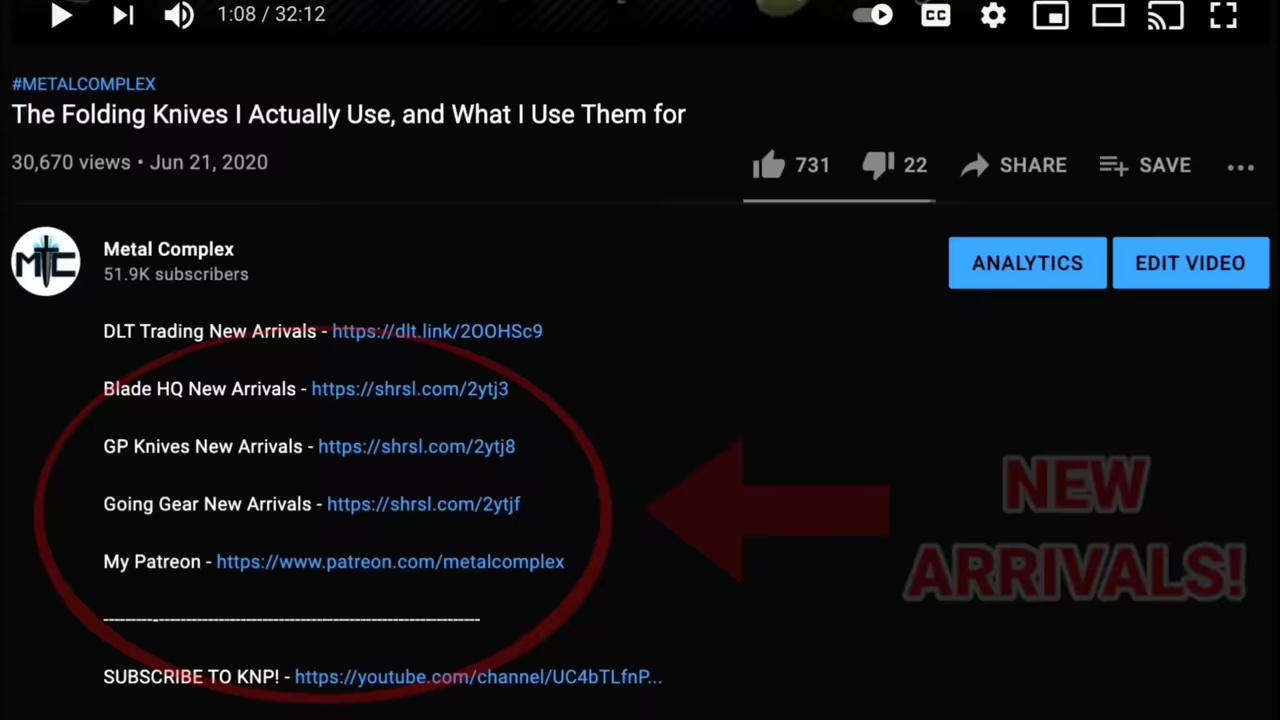 1:08 / 32:12
CC
#METALCOMPLEX
The Folding Knives I Actually Use, and What I Use Them for
30,670 views • Jun 21, 2020
731 22 SHARE SAVE
MTC
Metal Complex
51.9K subscribers
ANALYTICS EDIT VIDEO
DLT Trading New Arrivals - https://dlt.link/2OOHSc9
Blade HQ New Arrivals - https://shrsl.com/2ytj3
GP Knives New Arrivals - https://shrsl.com/2ytj8
Going Gear New Arrivals - https://shrsl.com/2ytjf
My Patreon - https://www.patreon.com/metalcomplex
NEW
ARRIVALS!
SUBSCRIBE TO KNP! - https://youtube.com/channel/UC4bTLfnP...